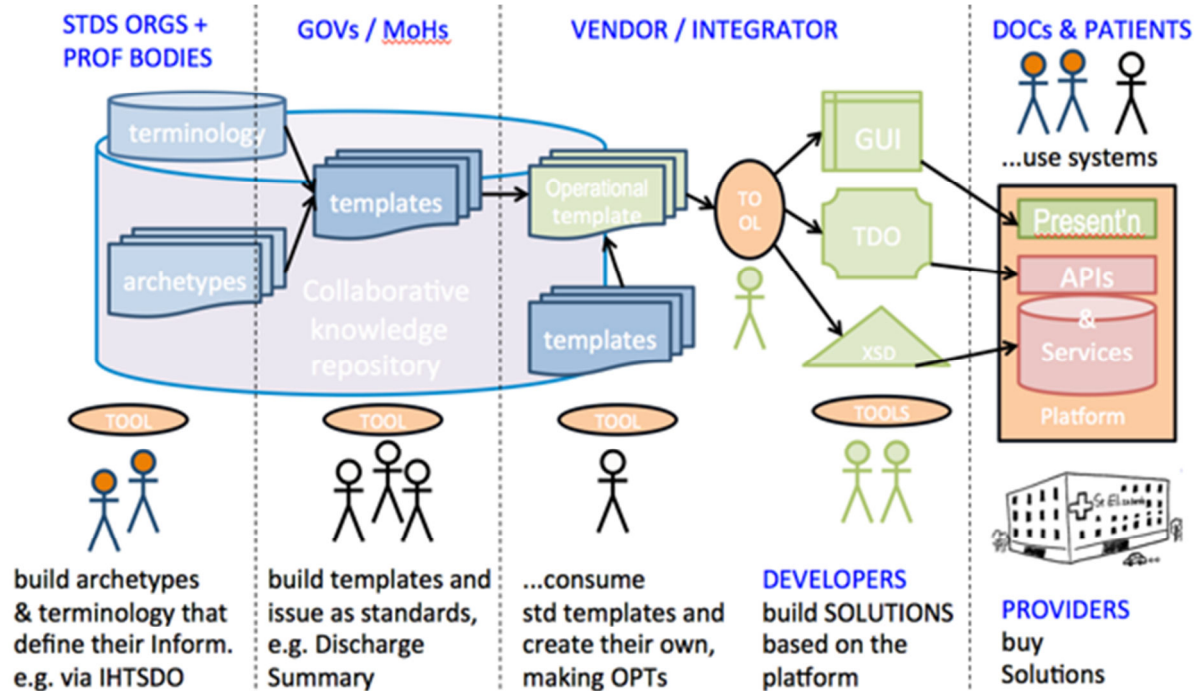 STDS ORGS +
PROF BODIES
GOVs / MoHs
VENDOR / INTEGRATOR
DOCs & PATIENTS
...use systems
terminology
archetypes
templates
Collaborative
knowledge
repository
Operational
template
templates
TO
OL
GUI
TDO
XSD
Present'n
APIs
&
Services
Platform
TOOL
TOOL
TOOL
TOOLS
St Elizabeth
build archetypes
& terminology that
define their Inform.
e.g. via IHTSDO
build templates and
issue as standards,
e.g. Discharge
Summary
...consume
std templates and
create their own,
making OPTs
DEVELOPERS
build SOLUTIONS
based on the
platform
PROVIDERS
buy
Solutions